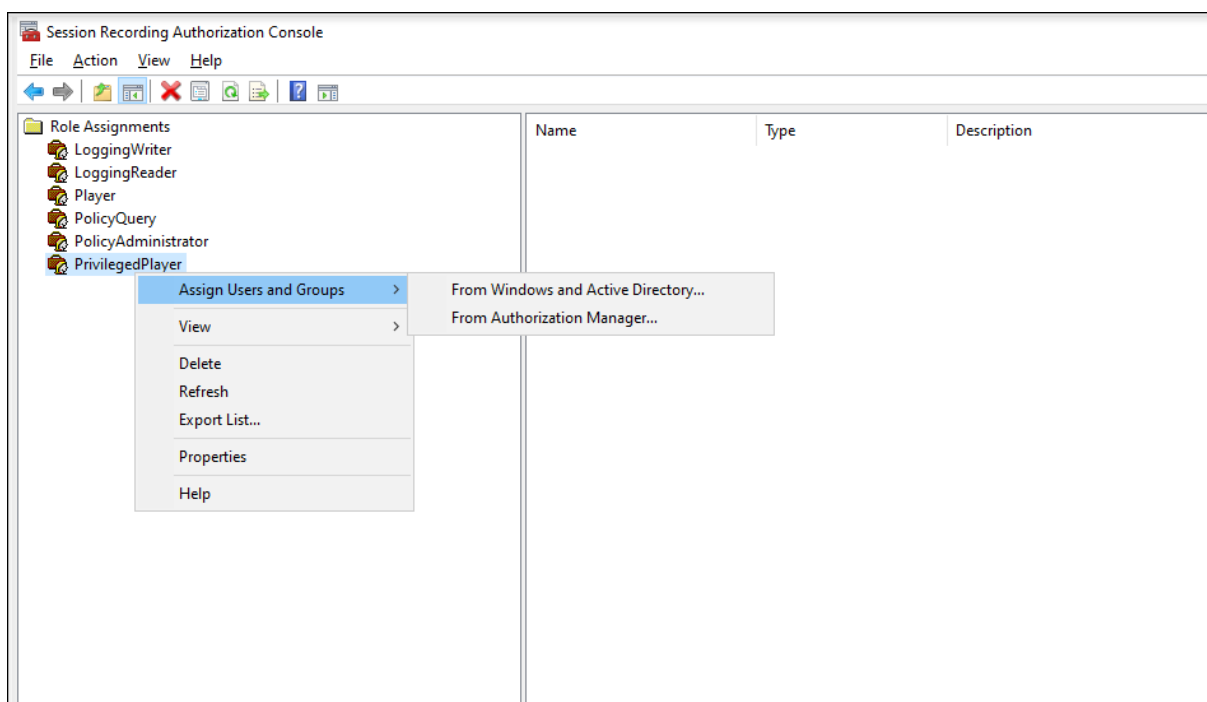 Session Recording Authorization Console
File Action View Help
Role Assignments
LoggingWriter
LoggingReader
Player
PolicyQuery
PolicyAdministrator
PrivilegedPlayer
Name Type Description
Assign Users and Groups >
View >
Delete
Refresh
Export List...
Properties
Help
From Windows and Active Directory...
From Authorization Manager...